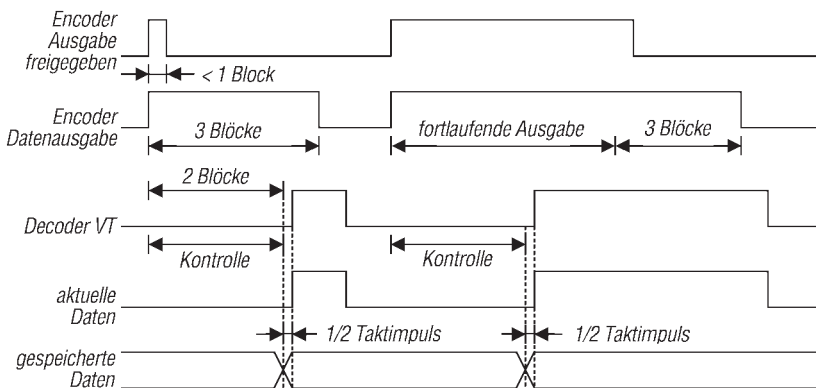 Encoder
Ausgabe
freigegeben
< 1 Block
Encoder
Datenausgabe
3 Blöcke
fortlaufende Ausgabe
3 Blöcke
2 Blöcke
Decoder VT
Kontrolle
Kontrolle
aktuelle
Daten
1/2 Taktimpuls
1/2 Taktimpuls
gespeicherte
Daten